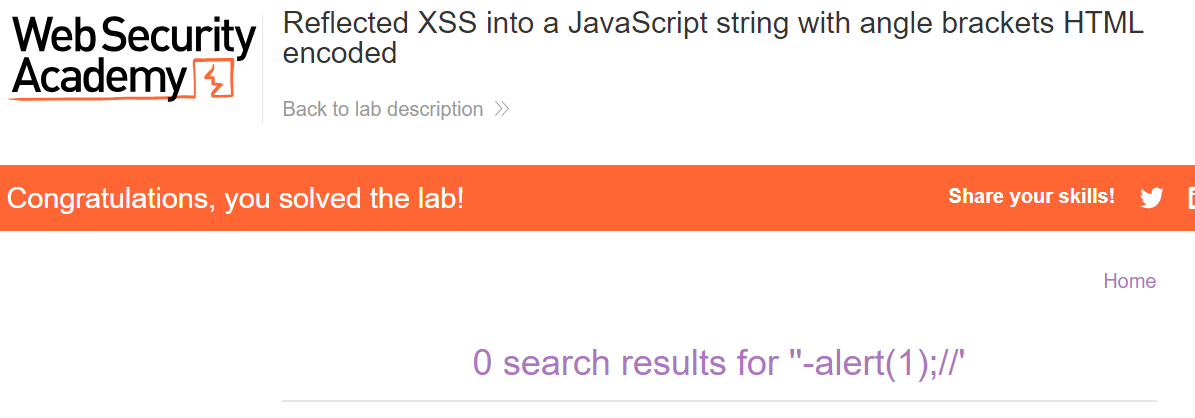 Web Security
Academy
Reflected XSS into a JavaScript string with angle brackets HTML
encoded
Back to lab description
Congratulations, you solved the lab!
Share your skills!
Home
0 search results for ''-alert(1);//'